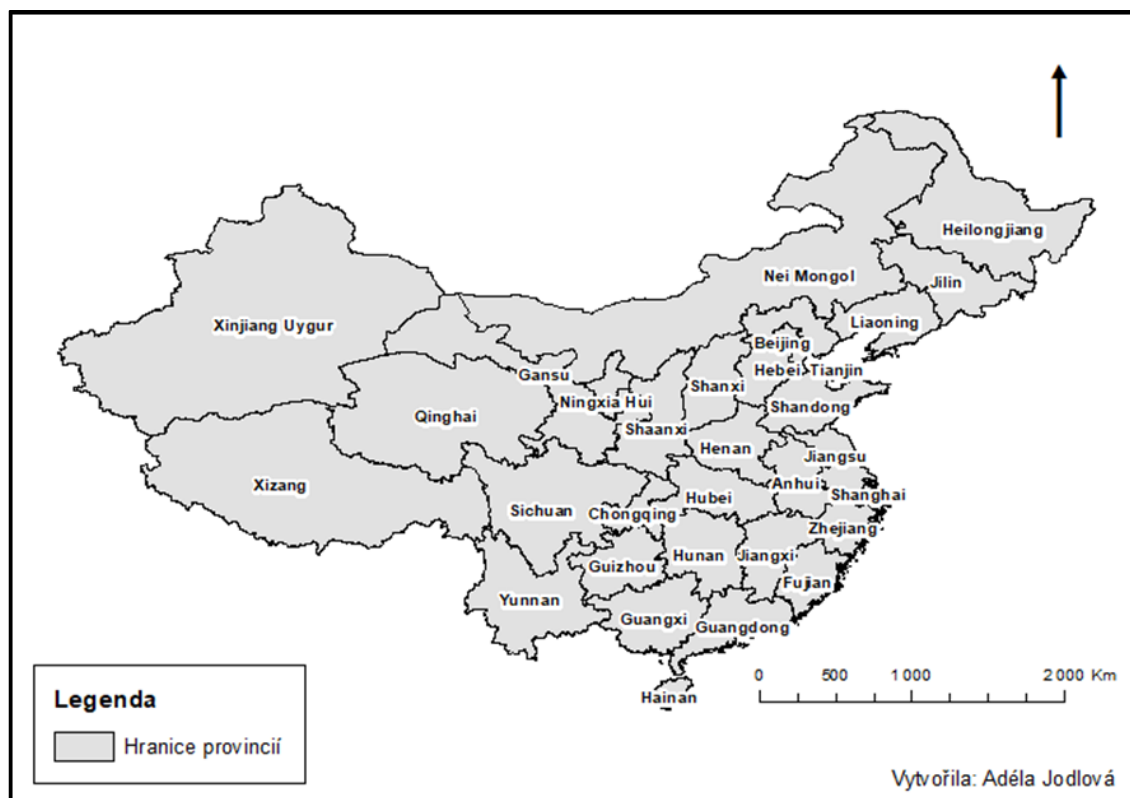 Heilongjiang
Nei Mongol
Jilin
Xinjiang Uygur
Liaoning
Beijing
Hebei
Tianjin
Gansu
Shanxi
Ningxia Hui
Shandong
Qinghai
Shaanxi
Henan
Jiangsu
Xizang
Anhui
Hubei
Shanghai
Sichuan
Chongqing
Zhejiang
Hunan
Jiangxi
Guizhou
Fujian
Yunnan
Guangxi
Guangdong
Hainan
0 500 1 000 2 000 Km
Legenda
Hranice provincií
Vytvořila: Adéla Jodlová